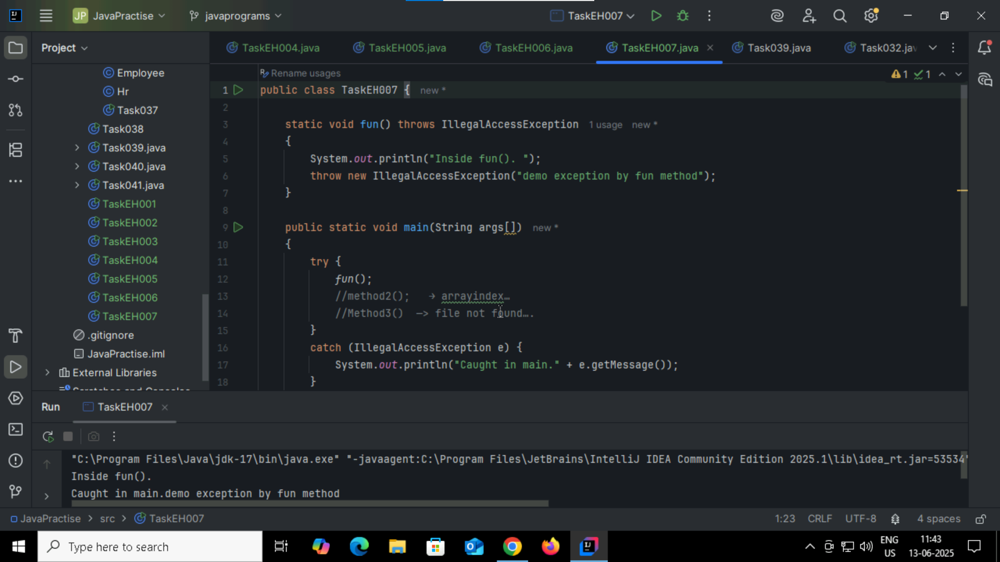 JP JavaPractise javaprograms TaskEH007
Project
TaskEH004.java TaskEH005.java TaskEH006.java TaskEH007.java Task039.java Task032.jav
Employee
Hr
Task037
Task038
Task039.java
Task040.java
Task041.java
TaskEH001
TaskEH002
TaskEH003
TaskEH004
TaskEH005
TaskEH006
TaskEH007
.gitignore
JavaPractise.iml
External Libraries
Scratches and Consoles
Rename usages
1 1
1 public class TaskEH007 { new *
2
3 static void fun() throws IllegalAccessException 1 usage new *
4 {
5 System.out.println("Inside fun(). ");
6 throw new IllegalAccessException("demo exception by fun method");
7 }
8
9 public static void main(String args[]) new *
10 {
11 try {
12 fun();
13 //method2(); -> arrayindex…
14 //Method3() —> file not found….
15 }
16 catch (IllegalAccessException e) {
17 System.out.println("Caught in main." + e.getMessage());
18 }
Run TaskEH007
"C:\Program Files\Java\jdk-17\bin\java.exe" "-javaagent:C:\Program Files\JetBrains\IntelliJ IDEA Community Edition 2025.1\lib\idea_rt.jar=53534"
Inside fun().
Caught in main.demo exception by fun method
JavaPractise > src > TaskEH007
1:23 CRLF UTF-8 4 spaces
Type here to search
ENG
US
11:43
13-06-2025